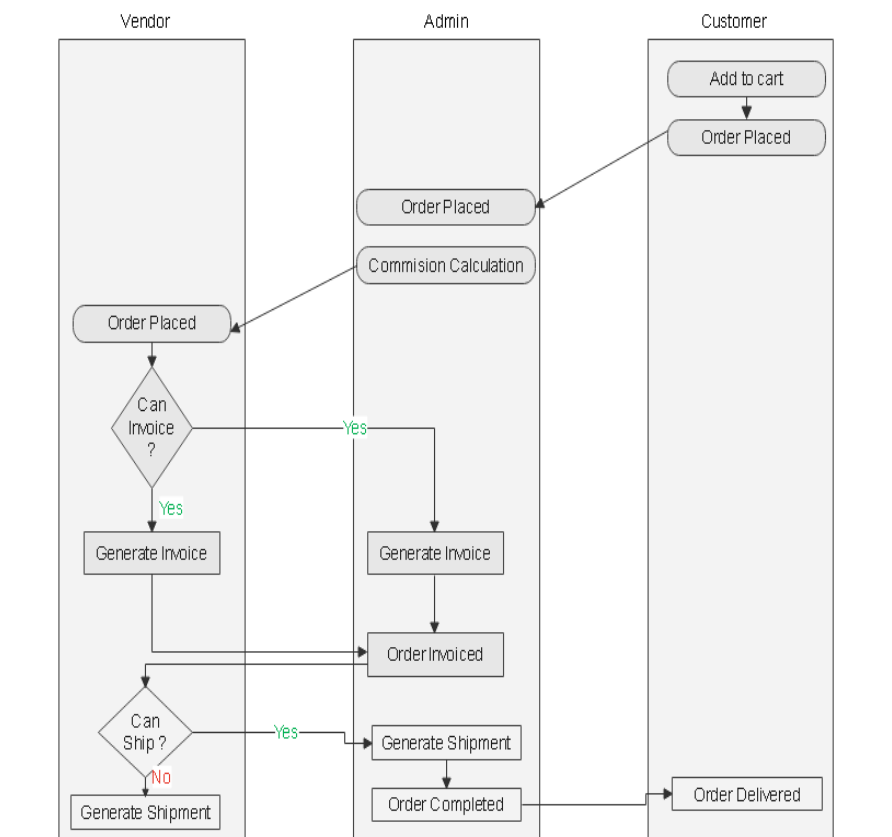 Vendor
Admin
Customer
Add to cart
Order Placed
Order Placed
Commision Calculation
Order Placed
Can
Invoice
?
Yes
Yes
Generate Invoice
Generate Invoice
Order Invoiced
Can
Ship ?
Yes
Generate Shipment
No
Generate Shipment
Order Completed
Order Delivered